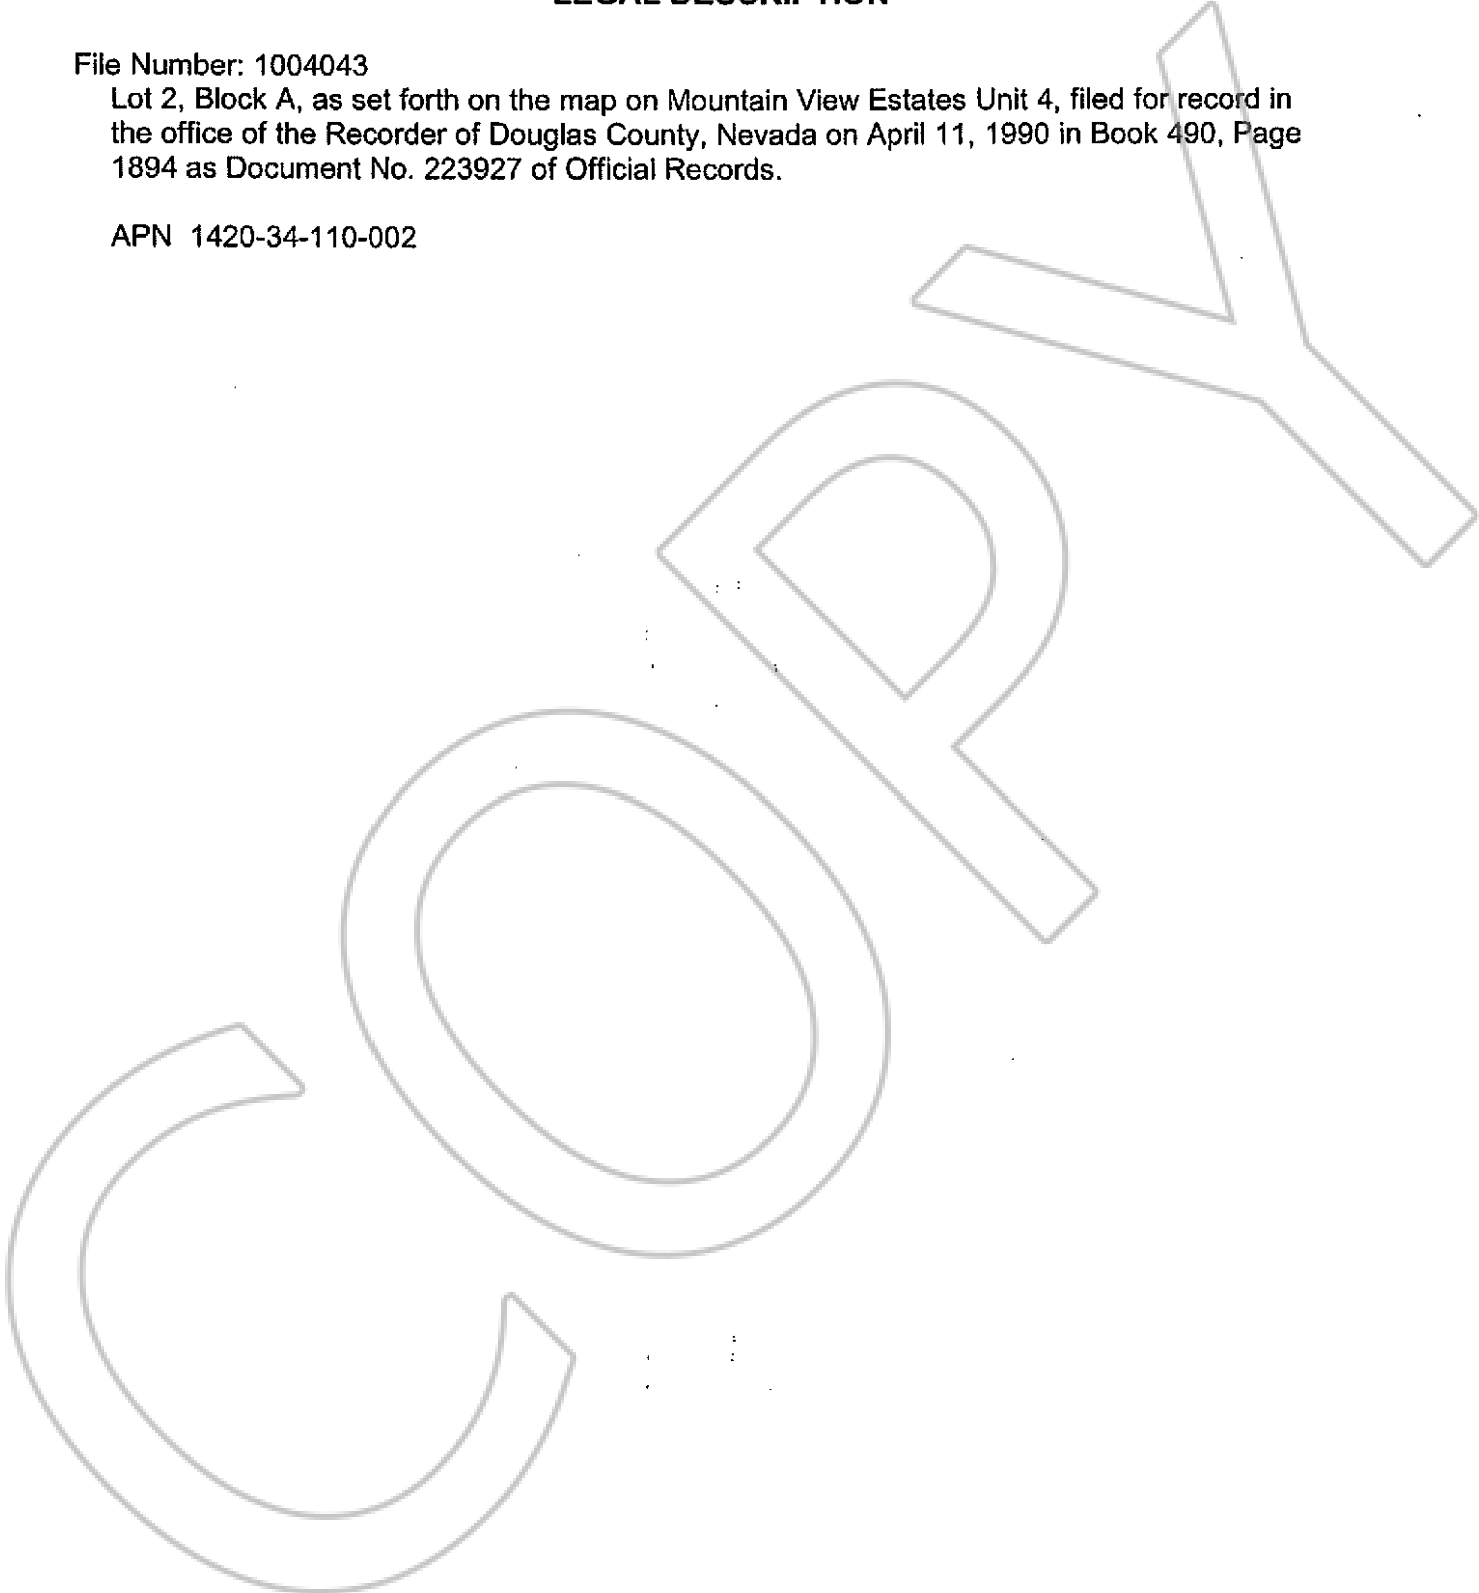 LEGAL DESCRIPTION
File Number: 1004043
Lot 2, Block A, as set forth on the map on Mountain View Estates Unit 4, filed for record in
the office of the Recorder of Douglas County, Nevada on April 11, 1990 in Book 490, Page
1894 as Document No. 223927 of Official Records.
APN 1420-34-110-002
COPY